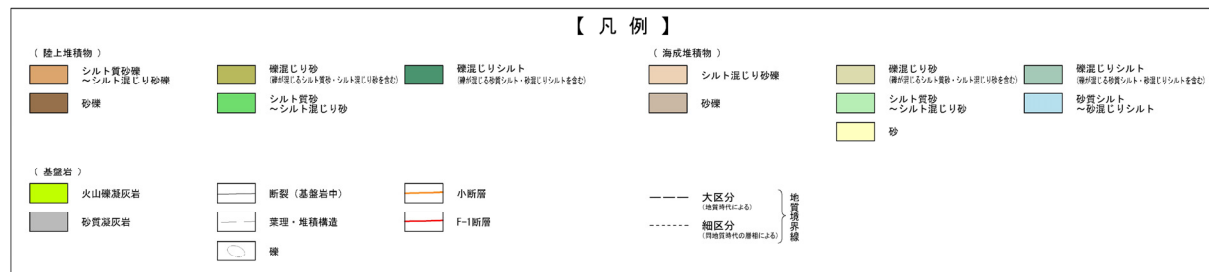 【 凡 例 】
( 陸上堆積物 )
シルト質砂礫
~シルト混じり砂礫
礫混じり砂
(礫が混じるシルト質砂・シルト混じり砂を含む)
礫混じりシルト
(礫が混じる砂質シルト・砂混じりシルトを含む)
砂礫
シルト質砂
~シルト混じり砂
( 海成堆積物 )
シルト混じり砂礫
礫混じり砂
(礫が混じるシルト質砂・シルト混じり砂を含む)
礫混じりシルト
(礫が混じる砂質シルト・砂混じりシルトを含む)
砂礫
シルト質砂
~シルト混じり砂
砂質シルト
~砂混じりシルト
砂
( 基盤岩 )
火山礫凝灰岩
断裂(基盤岩中)
小断層
砂質凝灰岩
葉理・堆積構造
F-1断層
礫
大区分
(地質時代による)
細区分
(同地質時代の層相による)
地質境界線